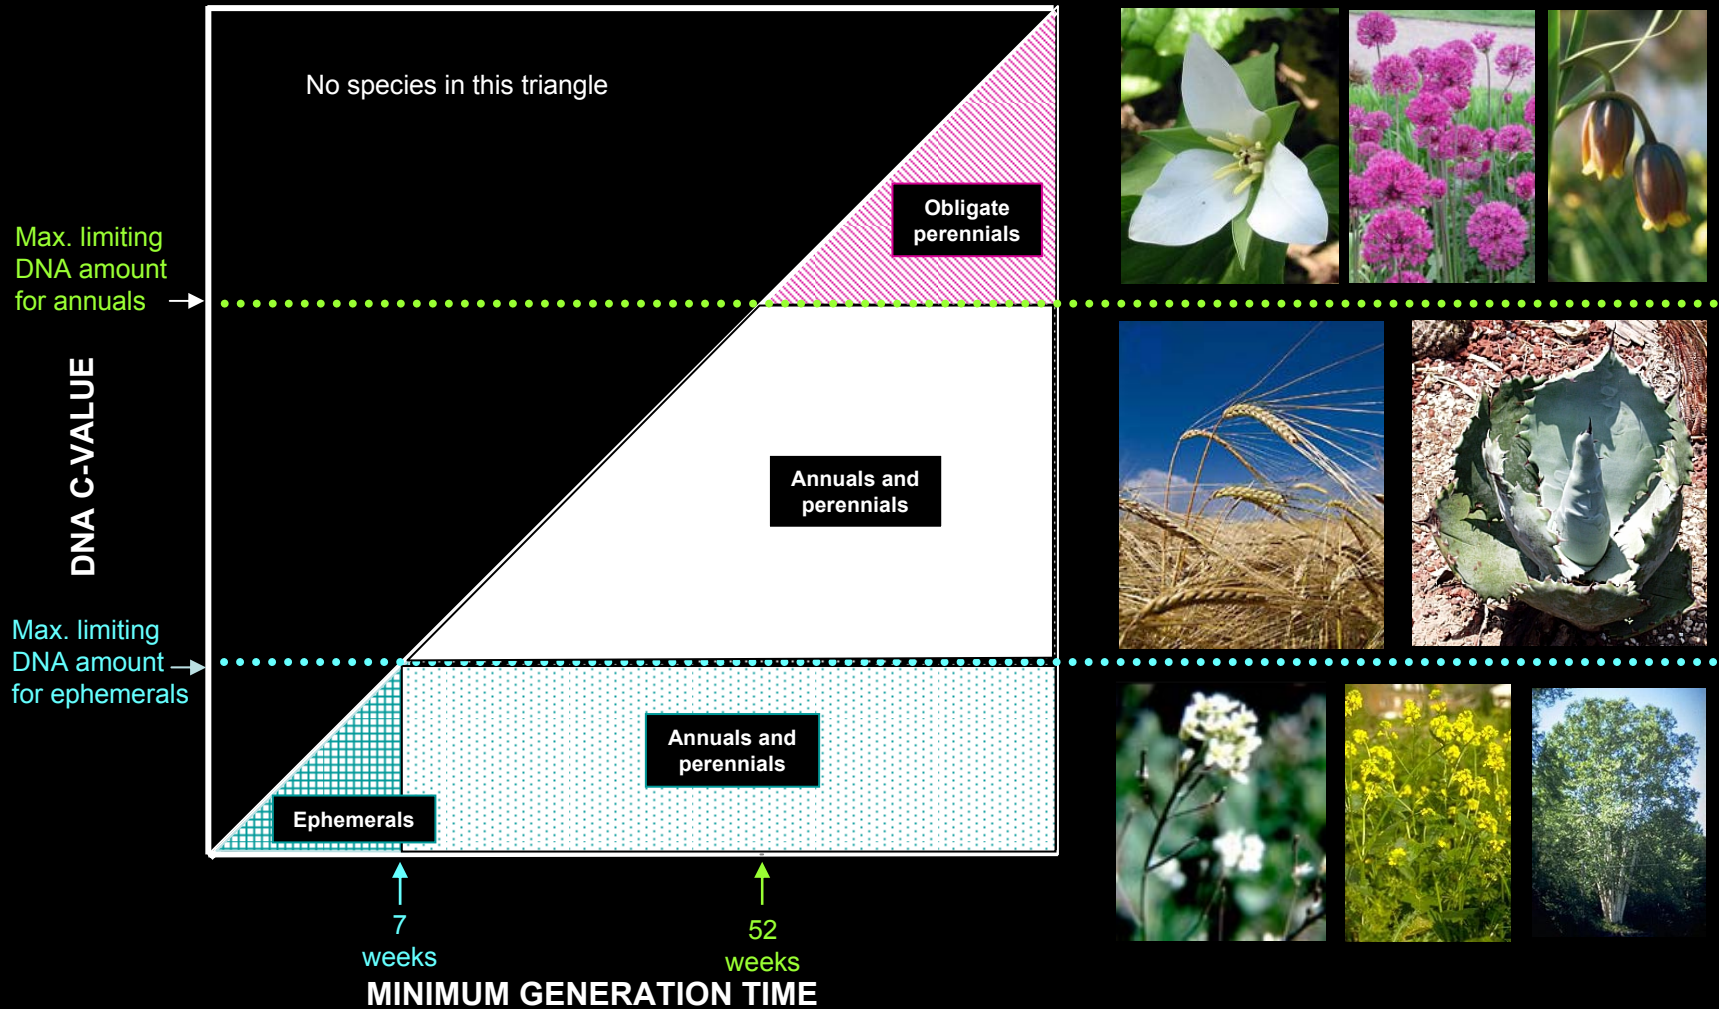 No species in this triangle
Obligate
perennials
Max. limiting
DNA amount
for annuals
DNA C-VALUE
Annuals and
perennials
Max. limiting
DNA amount
for ephemerals
Annuals and
perennials
Ephemerals
7
weeks
52
weeks
MINIMUM GENERATION TIME